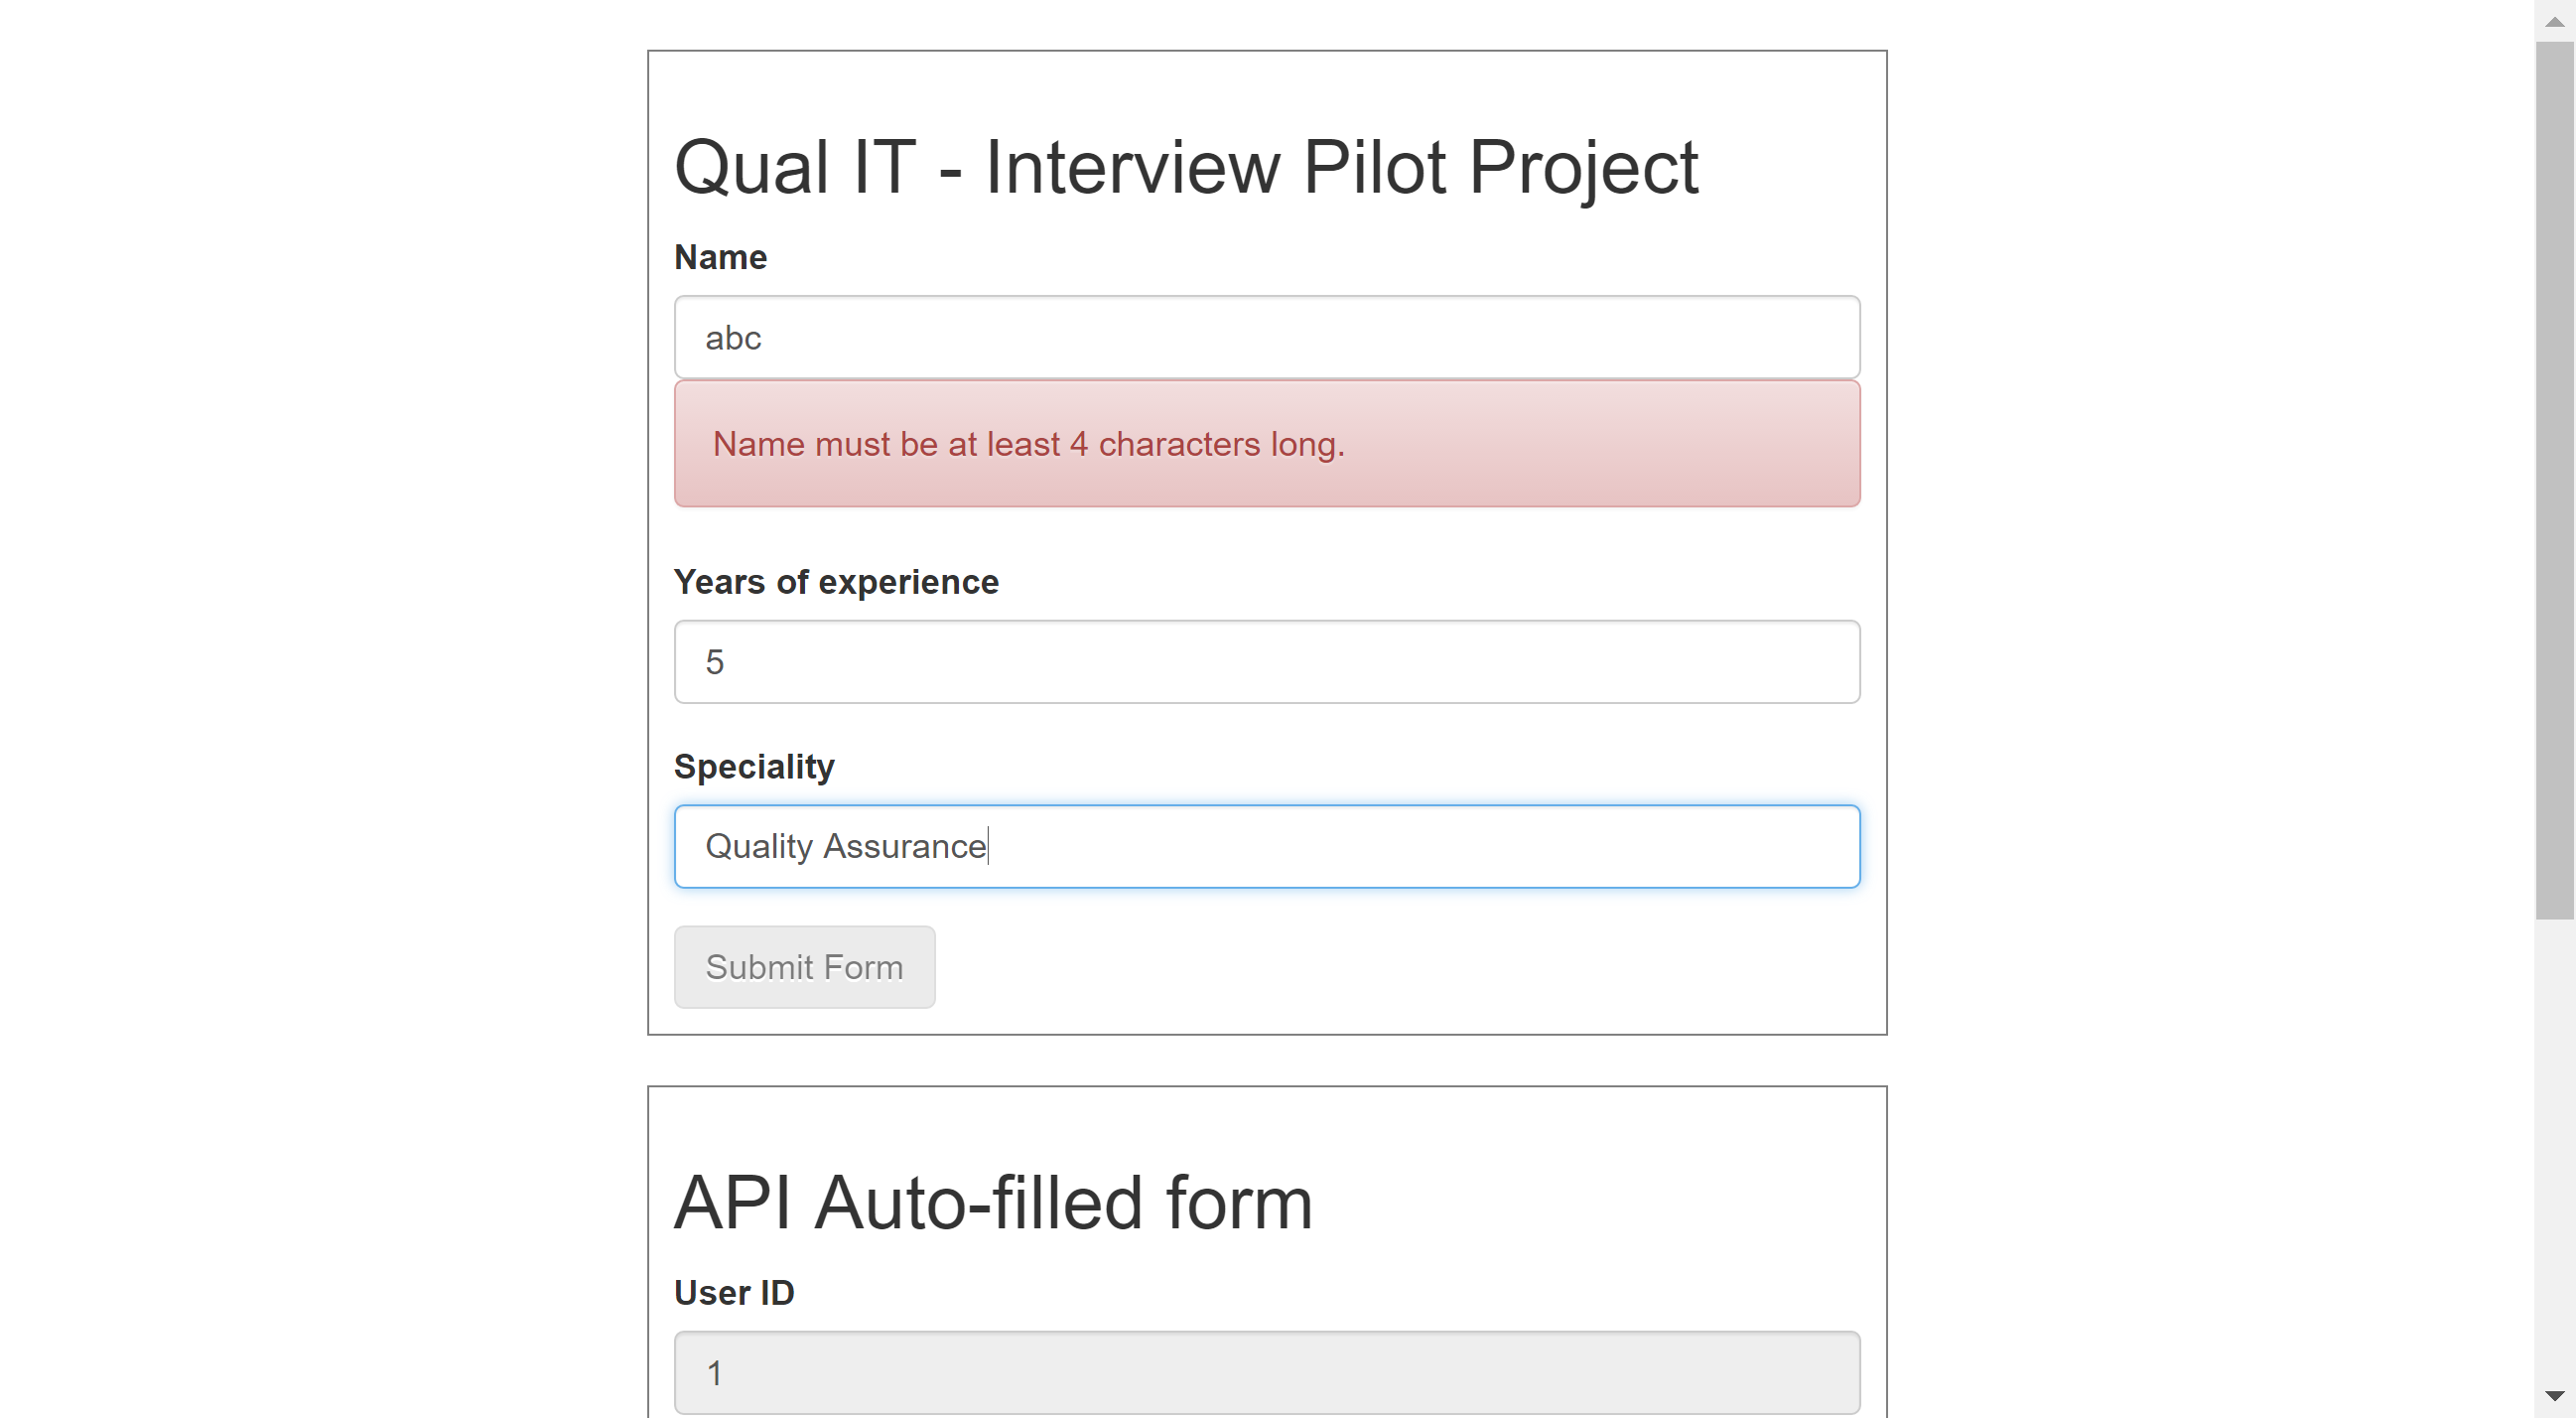 Qual IT - Interview Pilot Project
Name
abc
Name must be at least 4 characters long.
Years of experience
5
Speciality
Quality Assurance
Submit Form
API Auto-filled form
User ID
1